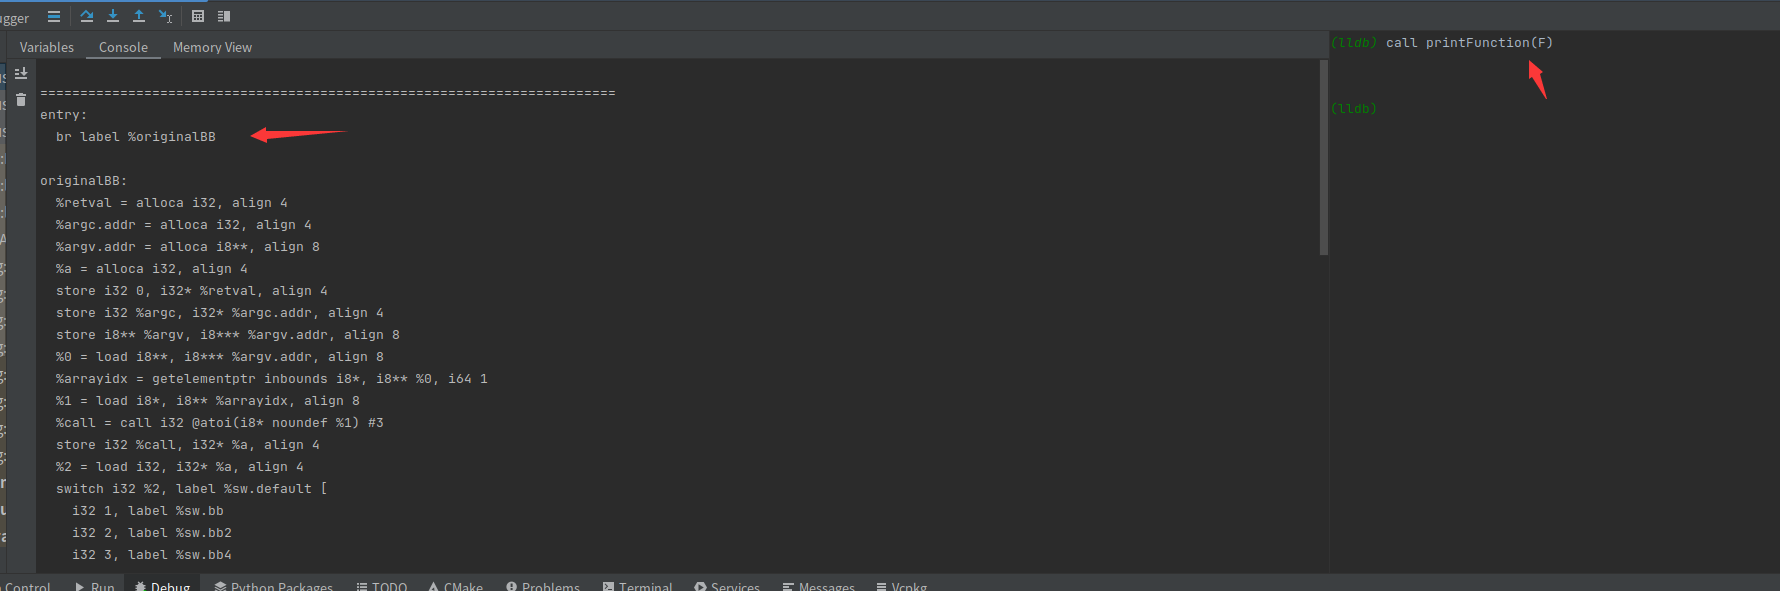 Variables Console Memory View
======================================================================== 
entry:
br label %originalBB
originalBB:
%retval = alloca i32, align 4
%argc.addr = alloca i32, align 4
%argv.addr = alloca i8**, align 8
%a = alloca i32, align 4
store i32 0, i32* %retval, align 4
store i32 %argc, i32* %argc.addr, align 4
store i8** %argv, i8*** %argv.addr, align 8
%0 = load i8**, i8*** %argv.addr, align 8
%arrayidx = getelementptr inbounds i8*, i8** %0, i64 1
%1 = load i8*, i8** %arrayidx, align 8
%call = call i32 @atoi(i8* noundef %1) #3
store i32 %call, i32* %a, align 4
%2 = load i32, i32* %a, align 4
switch i32 %2, label %sw.default [
i32 1, label %sw.bb
i32 2, label %sw.bb2
i32 3, label %sw.bb4
(lldb) call printFunction(F)
(lldb)
Control Run Debug Python Packages TODO CMake Problems Terminal Services Messages Vcpkg